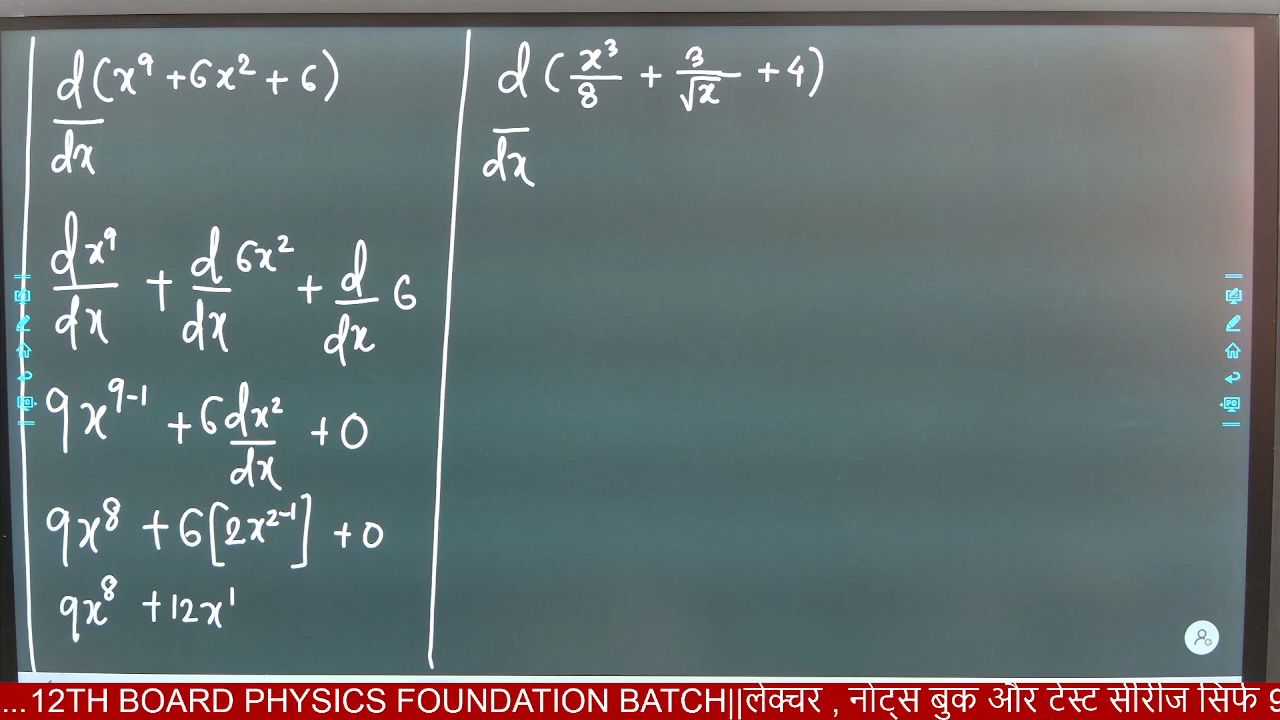 d(x⁹ + 6x² + 6)
dx
dx⁹/dx + d/dx 6x² + d/dx 6
9x⁹⁻¹ + 6 dx²/dx + 0
9x⁸ + 6[2x²⁻¹] + 0
9x⁸ + 12x¹
d(x³/8 + 3/√x + 4)
dx
...12TH BOARD PHYSICS FOUNDATION BATCH||लेक्चर , नोट्स बुक और टेस्ट सीरीज सिर्फ 9